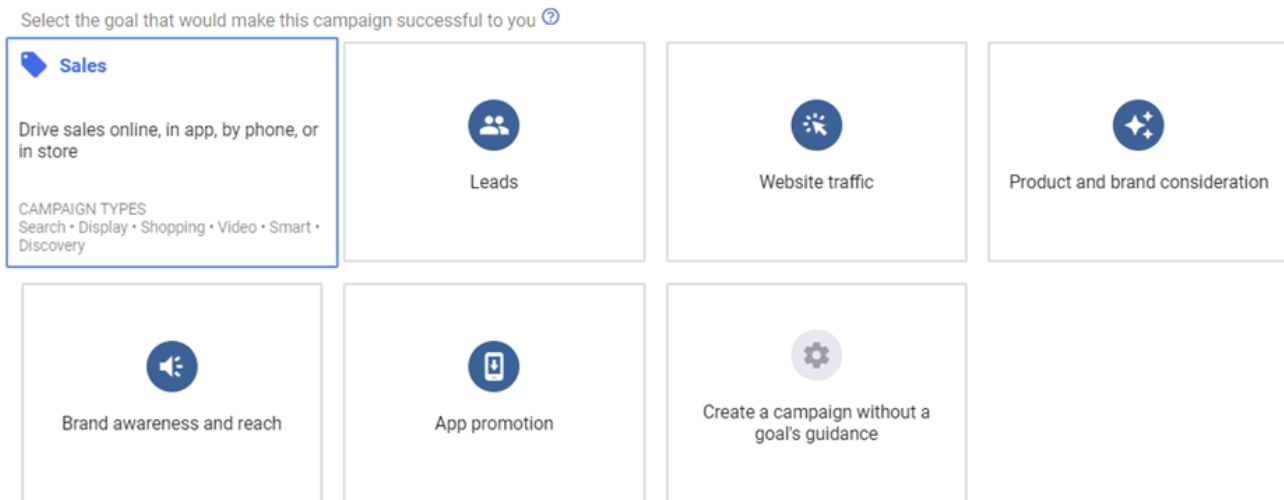 Select the goal that would make this campaign successful to you
Sales
Drive sales online, in app, by phone, or
in store
CAMPAIGN TYPES
Search • Display • Shopping • Video • Smart •
Discovery
Leads
Website traffic
Product and brand consideration
Brand awareness and reach
App promotion
Create a campaign without a
goal's guidance